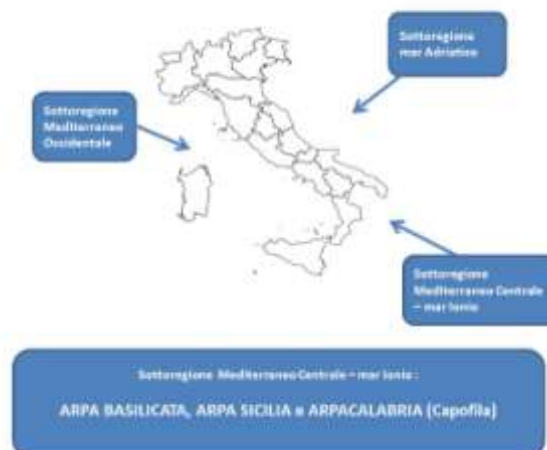 Sottoregione
mar Adriatico
Sottoregione
Mediterraneo
Occidentale
Sottoregione
Mediterraneo Centrale
– mar Ionio
Sottoregione Mediterraneo Centrale – mar Ionio :
ARPA BASILICATA, ARPA SICILIA e ARPACALABRIA (Capofila)